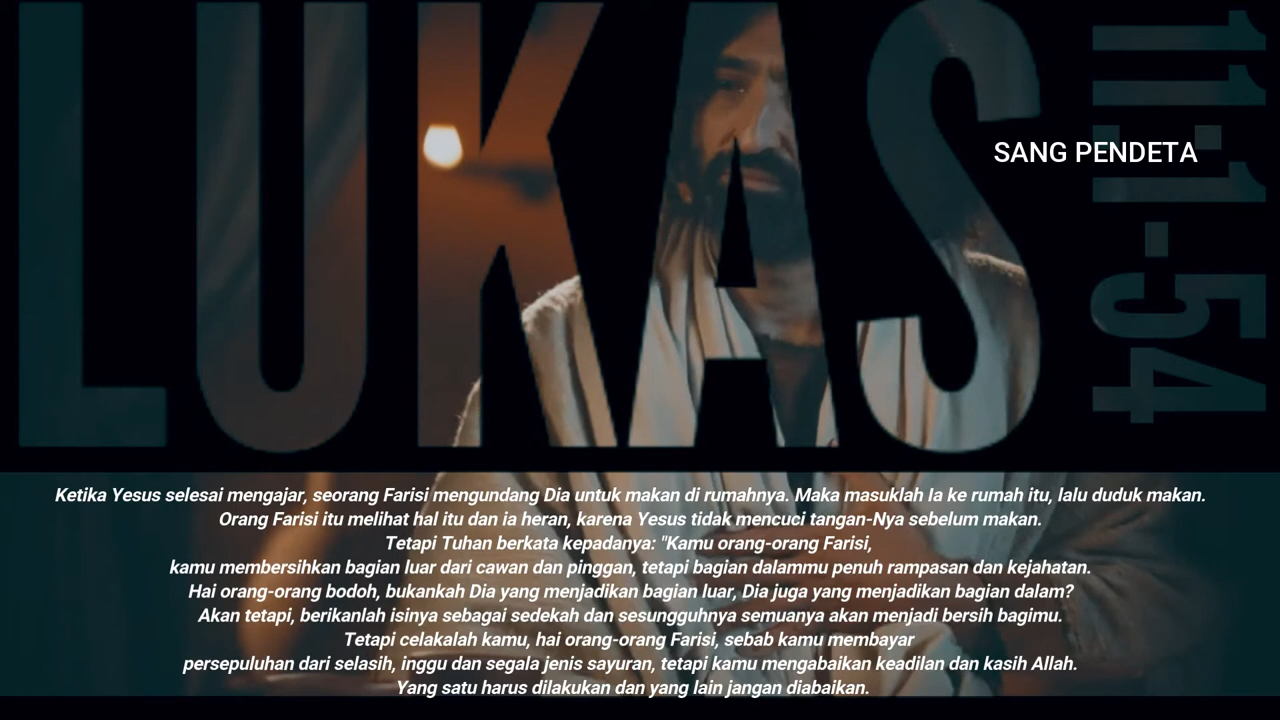 LUKAS
11:1-54
SANG PENDETA
Ketika Yesus selesai mengajar, seorang Farisi mengundang Dia untuk makan di rumahnya. Maka masuklah Ia ke rumah itu, lalu duduk makan.
Orang Farisi itu melihat hal itu dan ia heran, karena Yesus tidak mencuci tangan-Nya sebelum makan.
Tetapi Tuhan berkata kepadanya: "Kamu orang-orang Farisi,
kamu membersihkan bagian luar dari cawan dan pinggan, tetapi bagian dalammu penuh rampasan dan kejahatan.
Hai orang-orang bodoh, bukankah Dia yang menjadikan bagian luar, Dia juga yang menjadikan bagian dalam?
Akan tetapi, berikanlah isinya sebagai sedekah dan sesungguhnya semuanya akan menjadi bersih bagimu.
Tetapi celakalah kamu, hai orang-orang Farisi, sebab kamu membayar
persepuluhan dari selasih, inggu dan segala jenis sayuran, tetapi kamu mengabaikan keadilan dan kasih Allah.
Yang satu harus dilakukan dan yang lain jangan diabaikan.